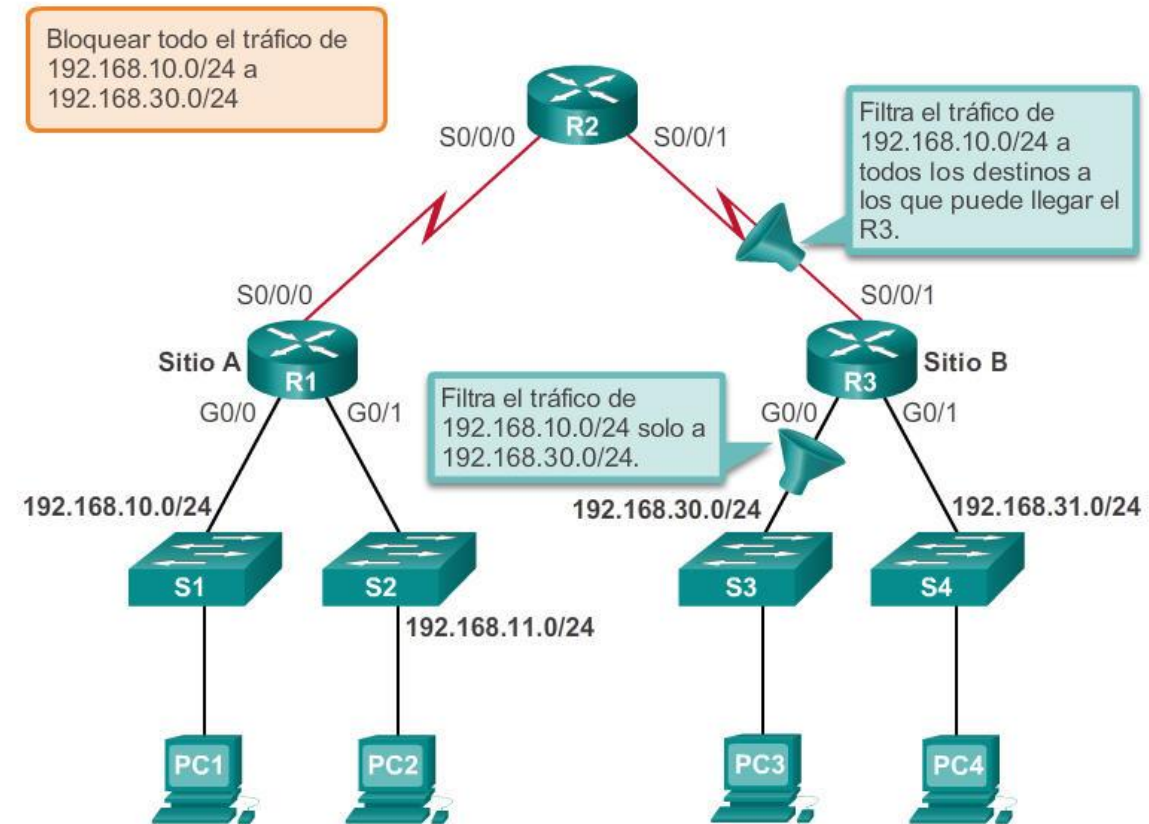 Bloquear todo el tráfico de
192.168.10.0/24 a
192.168.30.0/24
R2
S0/0/0
S0/0/1
Filtra el tráfico de
192.168.10.0/24 a
todos los destinos a
los que puede llegar el
R3.
S0/0/0
S0/0/1
Sitio A
R1
R3
Sitio B
G0/0
G0/1
Filtra el tráfico de
192.168.10.0/24 solo a
192.168.30.0/24.
G0/0
G0/1
192.168.10.0/24
192.168.30.0/24
192.168.31.0/24
S1
S2
S3
S4
192.168.11.0/24
PC1
PC2
PC3
PC4